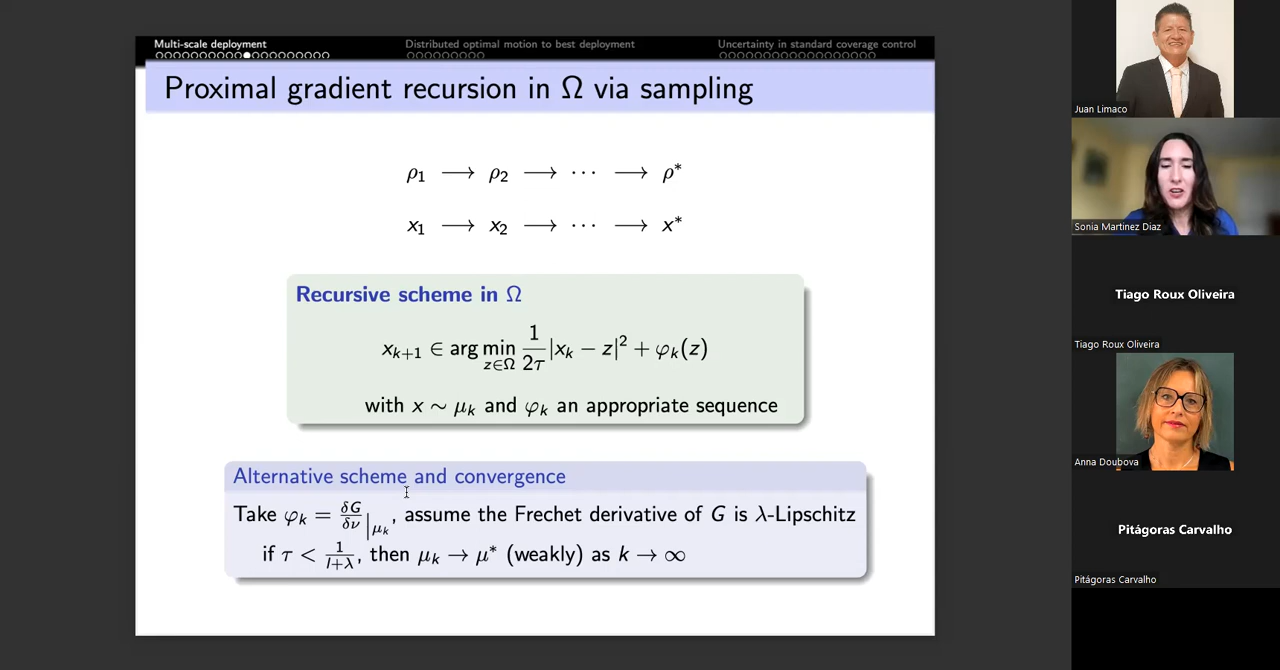 Multi-scale deployment
Distributed optimal motion to best deployment
Uncertainty in standard coverage control
Proximal gradient recursion in Ω via sampling
ρ₁ ⟶ ρ₂ ⟶ ··· ⟶ ρ*
x₁ ⟶ x₂ ⟶ ··· ⟶ x*
Recursive scheme in Ω
xₖ₊₁ ∈ arg min_{z∈Ω} 1/(2τ) |xₖ − z|² + φₖ(z)
with x ∼ μₖ and φₖ an appropriate sequence
Alternative scheme and convergence
Take φₖ = δG/δν |_{μₖ}, assume the Frechet derivative of G is λ-Lipschitz
if τ < 1/(l+λ), then μₖ → μ* (weakly) as k → ∞
Juan Limaco
Sonia Martinez Diaz
Tiago Roux Oliveira
Tiago Roux Oliveira
Anna Doubova
Pitágoras Carvalho
Pitágoras Carvalho